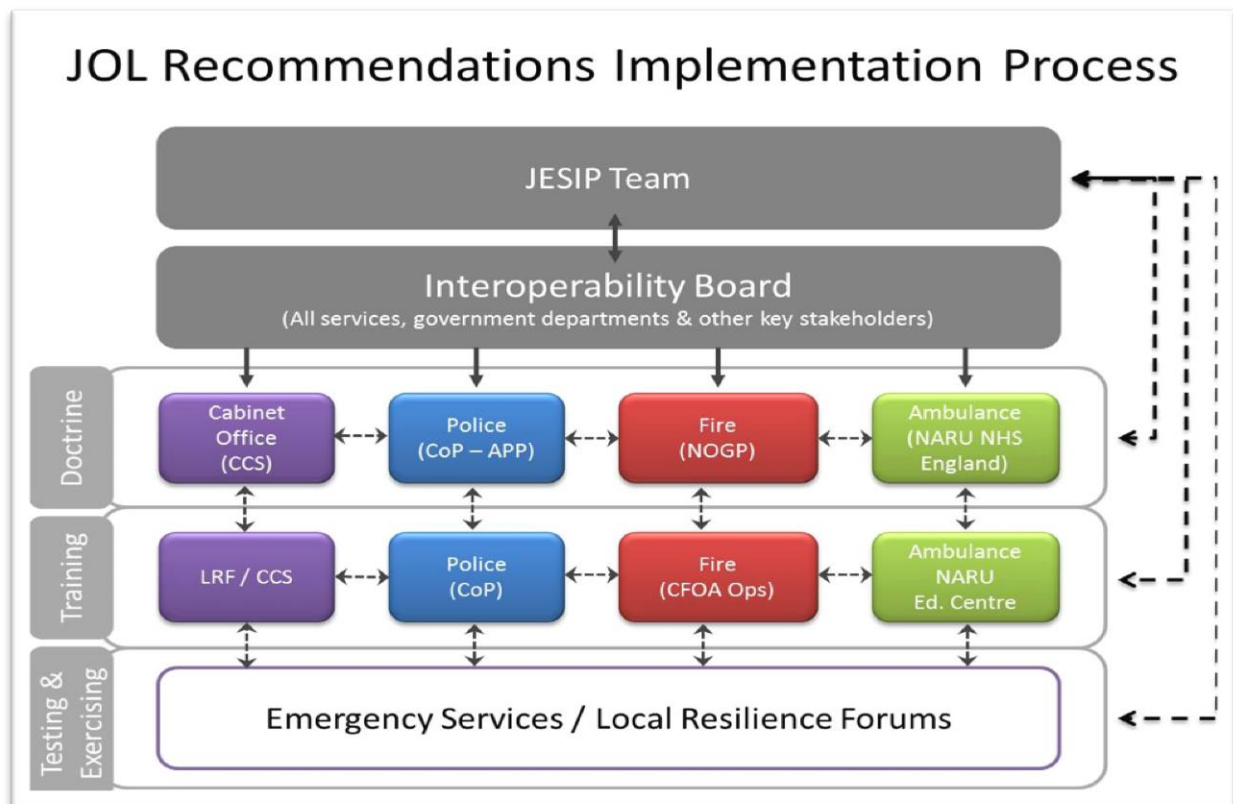 JOL Recommendations Implementation Process
JESIP Team
Interoperability Board
(All services, government departments & other key stakeholders)
Doctrine
Cabinet
Office
(CCS)
Police
(CoP – APP)
Fire
(NOGP)
Ambulance
(NARU NHS
England)
Training
LRF / CCS
Police
(CoP)
Fire
(CFOA Ops)
Ambulance
NARU
Ed. Centre
Testing &
Exercising
Emergency Services / Local Resilience Forums